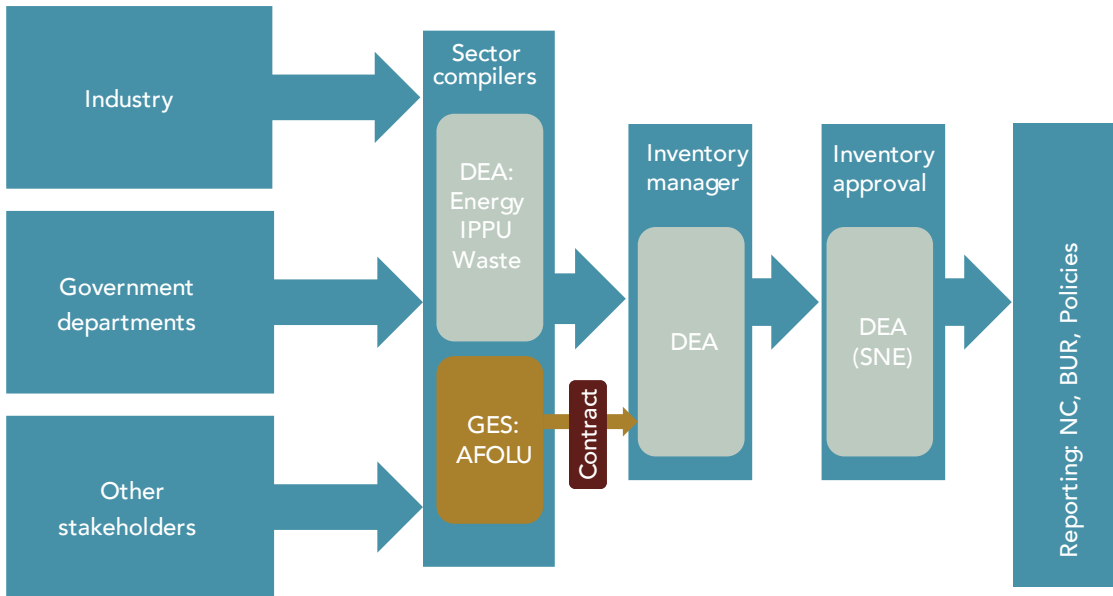 Industry
Government
departments
Other
stakeholders
Sector
compilers
DEA:
Energy
IPPU
Waste
GES:
AFOLU
Contract
Inventory
manager
DEA
Inventory
approval
DEA
(SNE)
Reporting: NC, BUR, Policies